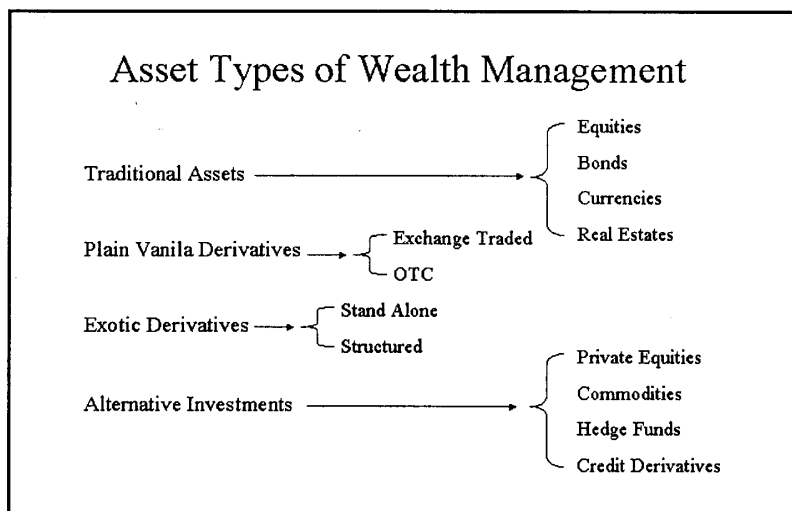 Asset Types of Wealth Management
Traditional Assets
Equities
Bonds
Currencies
Real Estates
Plain Vanila Derivatives
Exchange Traded
OTC
Exotic Derivatives
Stand Alone
Structured
Alternative Investments
Private Equities
Commodities
Hedge Funds
Credit Derivatives